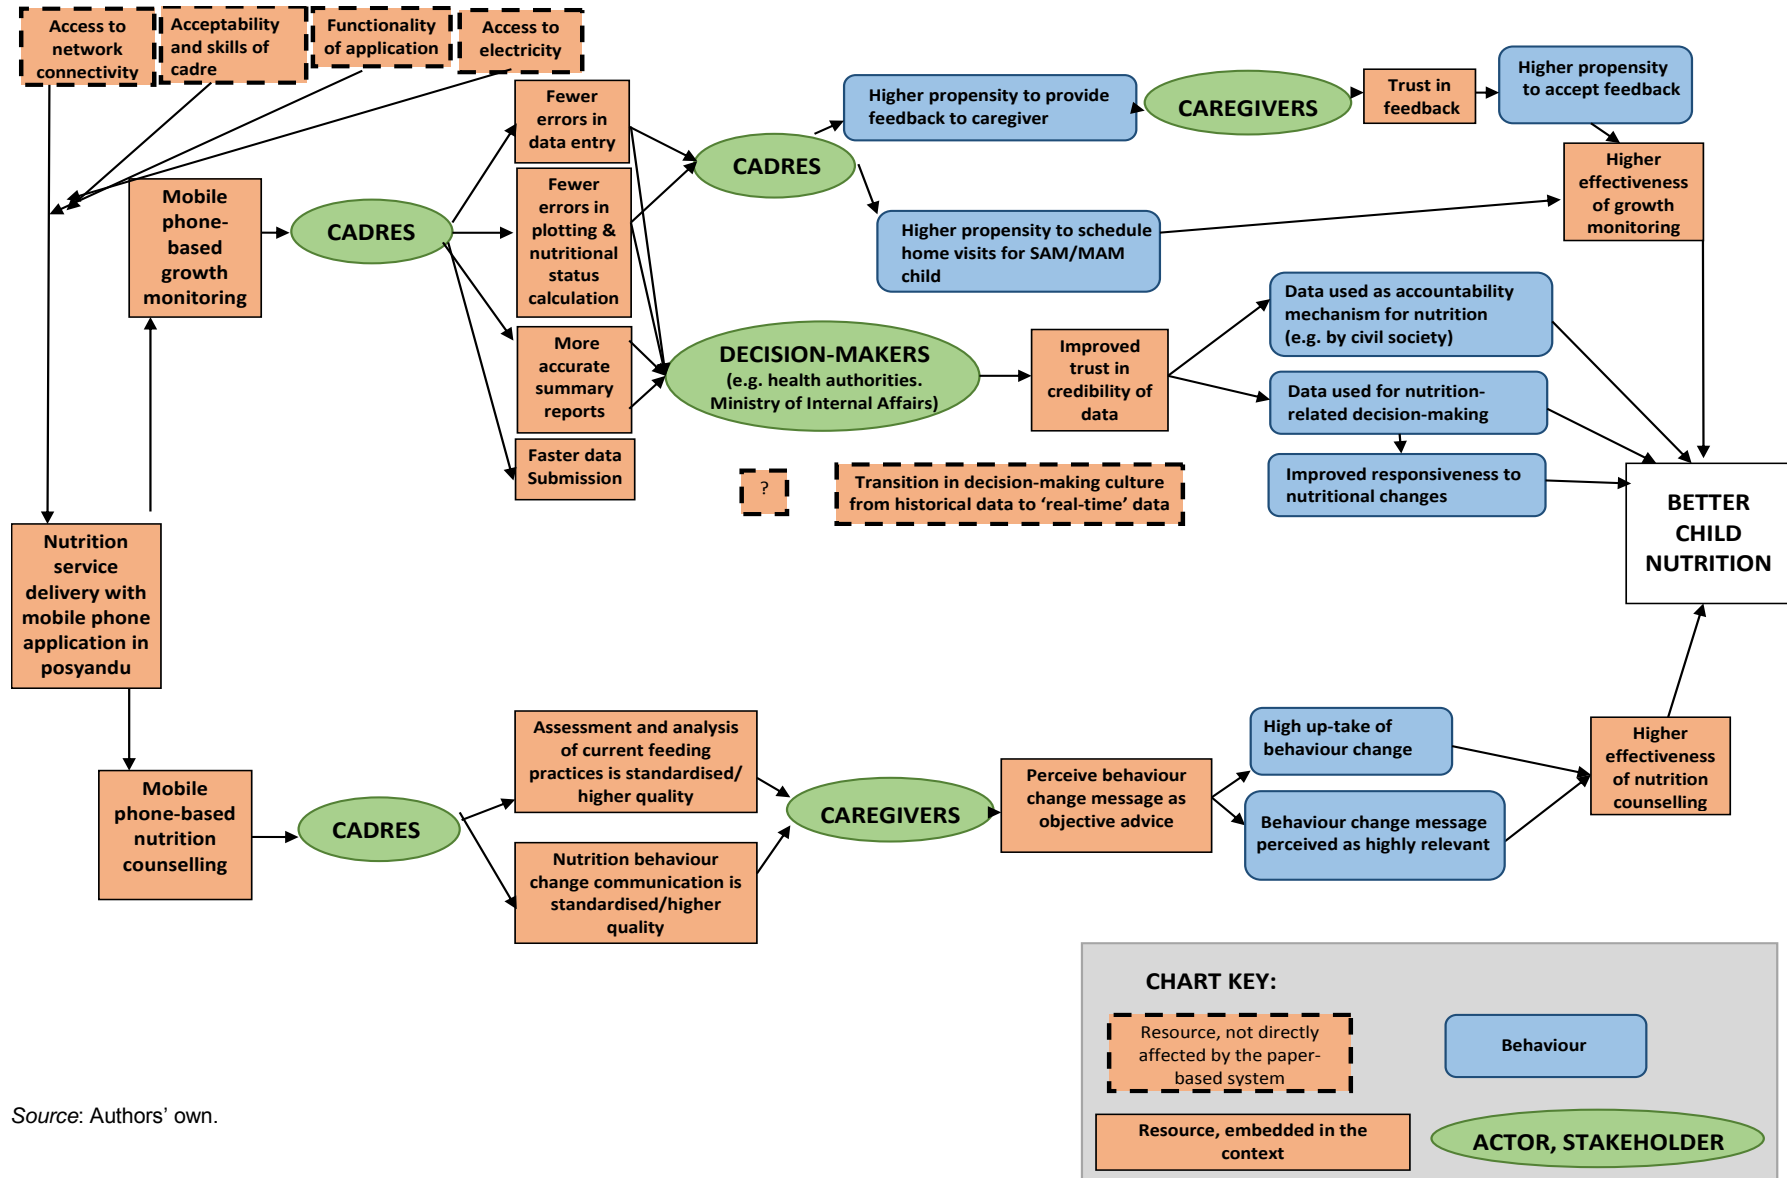 Access to
network
connectivity
Acceptability
and skills of
cadre
Functionality
of application
Access to
electricity
Mobile
phone-
based
growth
monitoring
CADRES
Fewer
errors in
data entry
Fewer
errors in
plotting &
nutritional
status
calculation
More
accurate
summary
reports
Faster data
Submission
CADRES
Higher propensity to provide
feedback to caregiver
CAREGIVERS
Trust in
feedback
Higher propensity
to accept feedback
Higher
effectiveness
of growth
monitoring
Higher propensity to schedule
home visits for SAM/MAM
child
DECISION-MAKERS
(e.g. health authorities.
Ministry of Internal Affairs)
Improved
trust in
credibility of
data
Data used as accountability
mechanism for nutrition
(e.g. by civil society)
Data used for nutrition-
related decision-making
Improved responsiveness to
nutritional changes
?
Transition in decision-making culture
from historical data to ‘real-time’ data
BETTER
CHILD
NUTRITION
Nutrition
service
delivery with
mobile phone
application in
posyandu
Mobile
phone-based
nutrition
counselling
CADRES
Assessment and analysis
of current feeding
practices is standardised/
higher quality
Nutrition behaviour
change communication is
standardised/higher
quality
CAREGIVERS
Perceive behaviour
change message as
objective advice
High up-take of
behaviour change
Behaviour change message
perceived as highly relevant
Higher
effectiveness
of nutrition
counselling
CHART KEY:
Resource, not directly
affected by the paper-
based system
Behaviour
Resource, embedded in the
context
ACTOR, STAKEHOLDER
Source: Authors’ own.